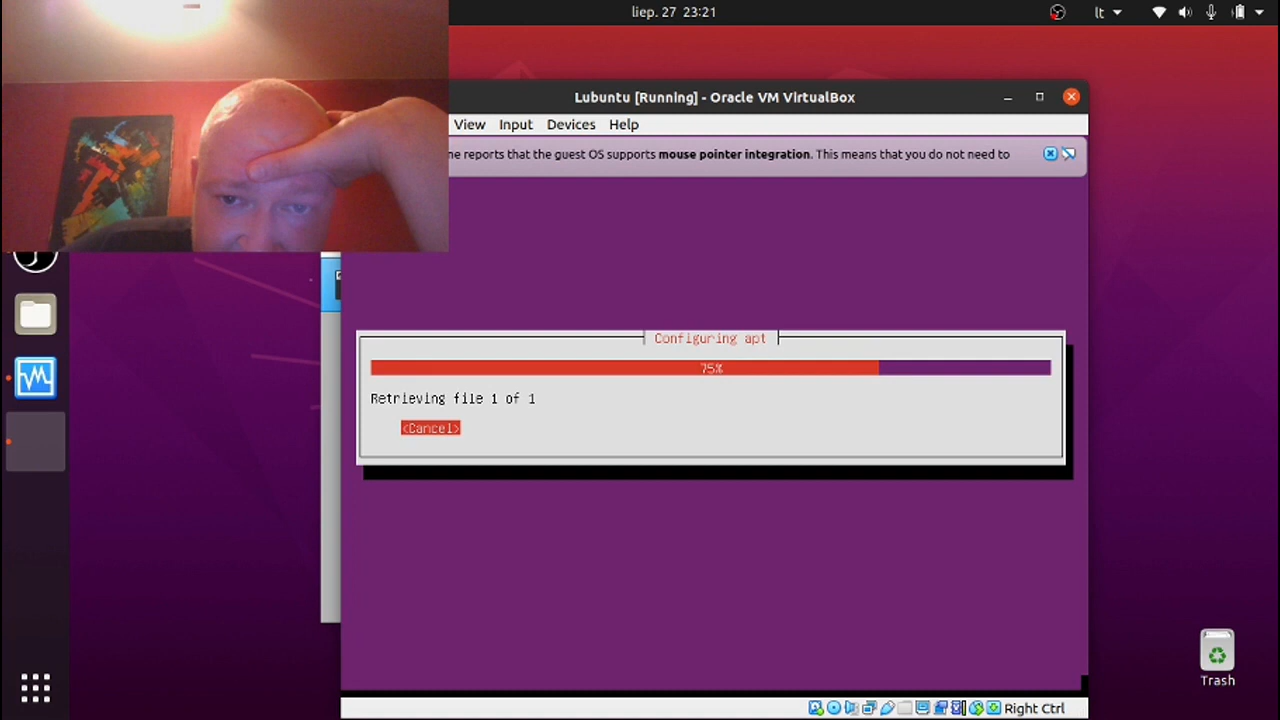 liep. 27 23:21
lt
Lubuntu [Running] - Oracle VM VirtualBox
View Input Devices Help
me reports that the guest OS supports mouse pointer integration. This means that you do not need to
Configuring apt
75%
Retrieving file 1 of 1
<Cancel>
Trash
Right Ctrl